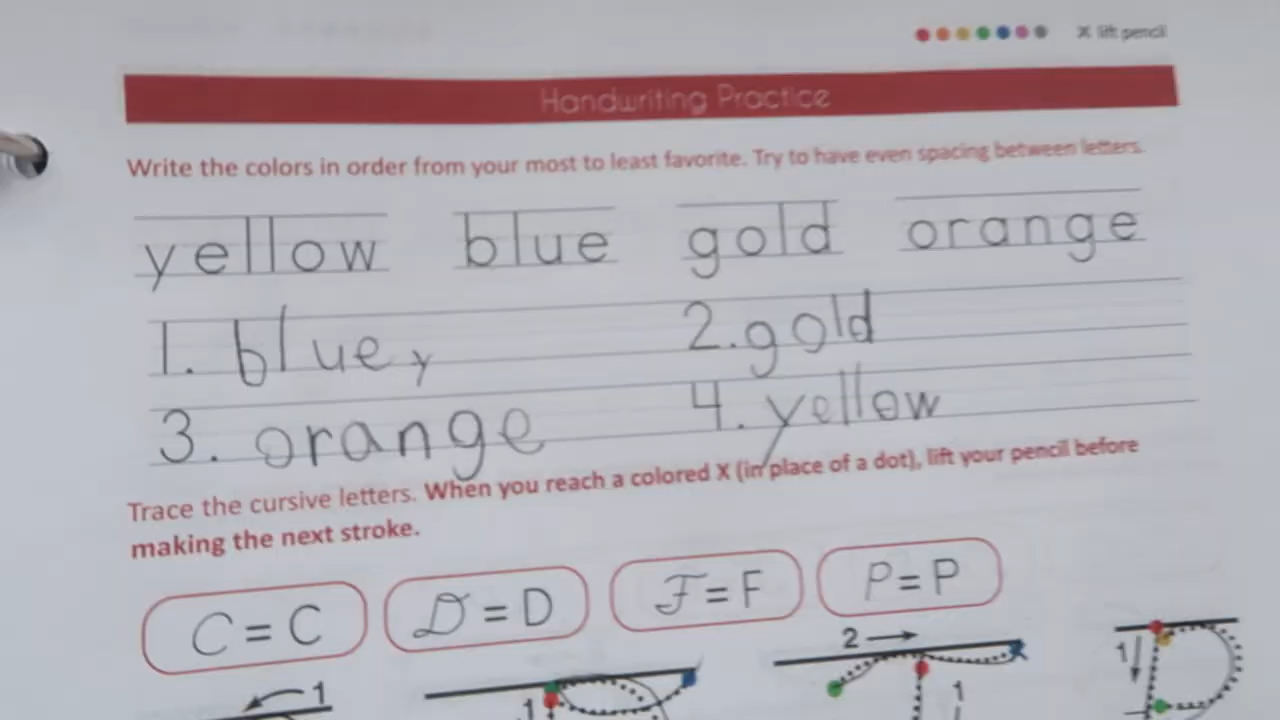 X lift pencil
Handwriting Practice
Write the colors in order from your most to least favorite. Try to have even spacing between letters.
yellow blue gold orange
1. blue y 2. gold
3. orange 4. yellow
Trace the cursive letters. When you reach a colored X (in place of a dot), lift your pencil before
making the next stroke.
C = C D = D F = F P = P
1 1 2 1 1